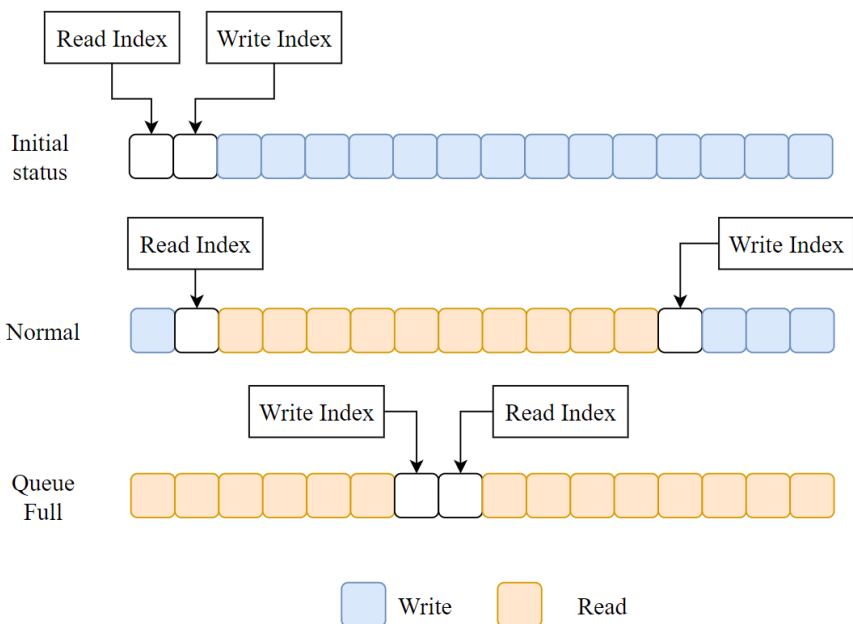 Read Index
Write Index
Initial
status
Read Index
Write Index
Normal
Write Index
Read Index
Queue
Full
Write
Read